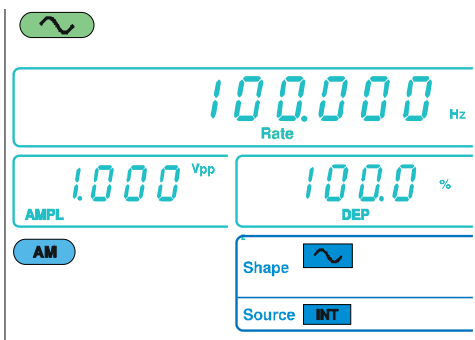 100.000 Hz
Rate
1.000 Vpp
AMPL
100.0 %
DEP
AM
Shape
Source INT